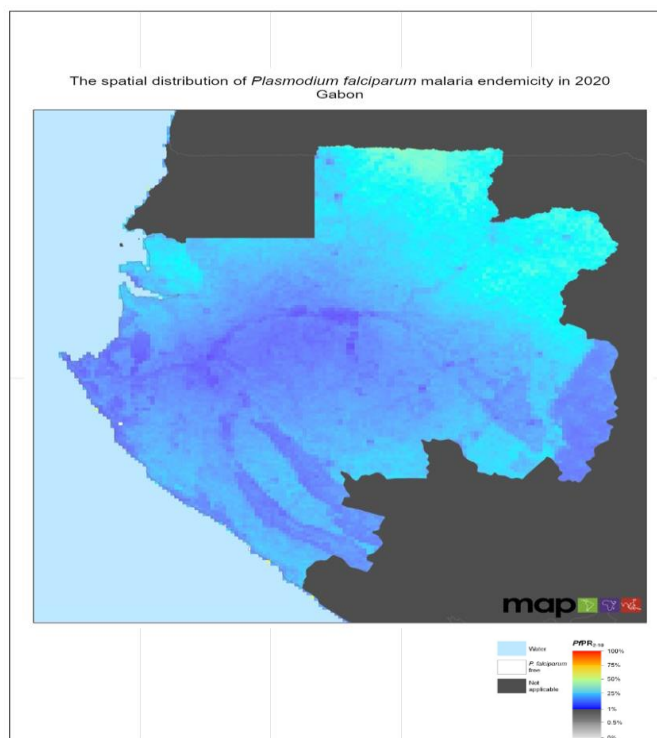 The spatial distribution of Plasmodium falciparum malaria endemicity in 2020
Gabon
map
Water
P. falciparum
free
Not
applicable
PfPR2-10
100%
75%
50%
25%
1%
0.5%
0%